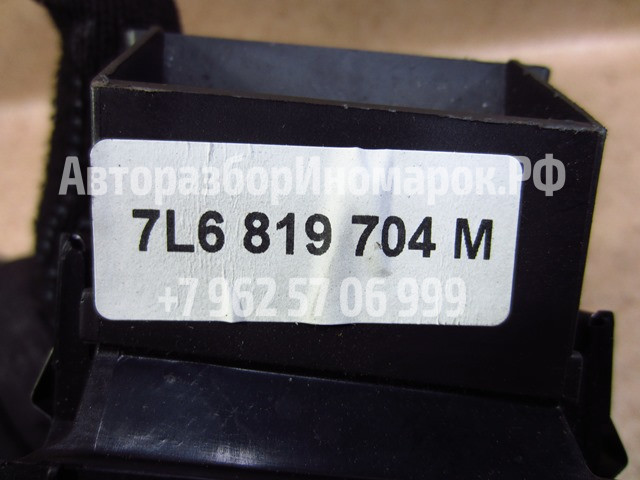 АвторазборИномарок.РФ
7L6 819 704 M
+7 962 57 06 999